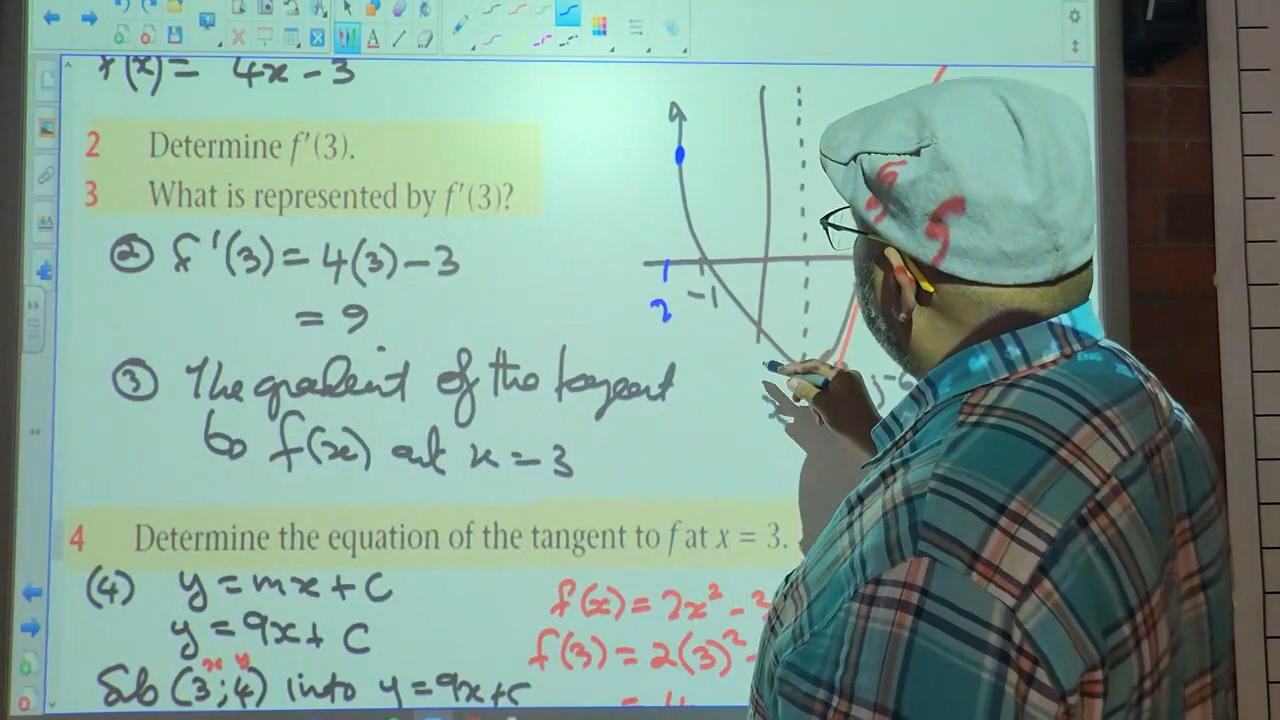 f'(x) = 4x - 3
2 Determine f'(3).
3 What is represented by f'(3)?
② f'(3) = 4(3) - 3
= 9
③ The gradient of the tangent
to f(x) at x = 3
-1
2
4 Determine the equation of the tangent to f at x = 3.
(4) y = mx + c
y = 9x + c
x y
Sub (3;4) into y = 9x + c
f(x) = 2x² -
f(3) = 2(3)² -
= 4